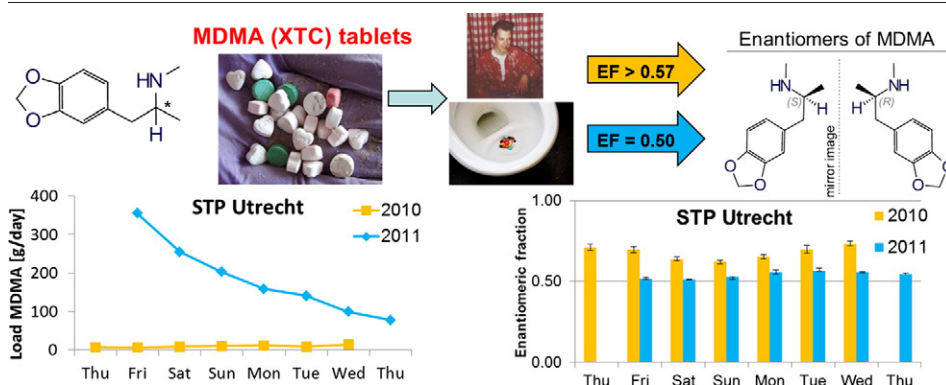 MDMA (XTC) tablets
HN
*
H
O
O
EF > 0.57
EF = 0.50
Enantiomers of MDMA
HN
(S)
H
O
O
mirror image
NH
H
(R)
O
O
STP Utrecht
2010
2011
Load MDMA [g/day]
400
300
200
100
0
Thu Fri Sat Sun Mon Tue Wed Thu
STP Utrecht
2010
2011
Enantiomeric fraction
1.00
0.50
0.00
Thu Fri Sat Sun Mon Tue Wed Thu